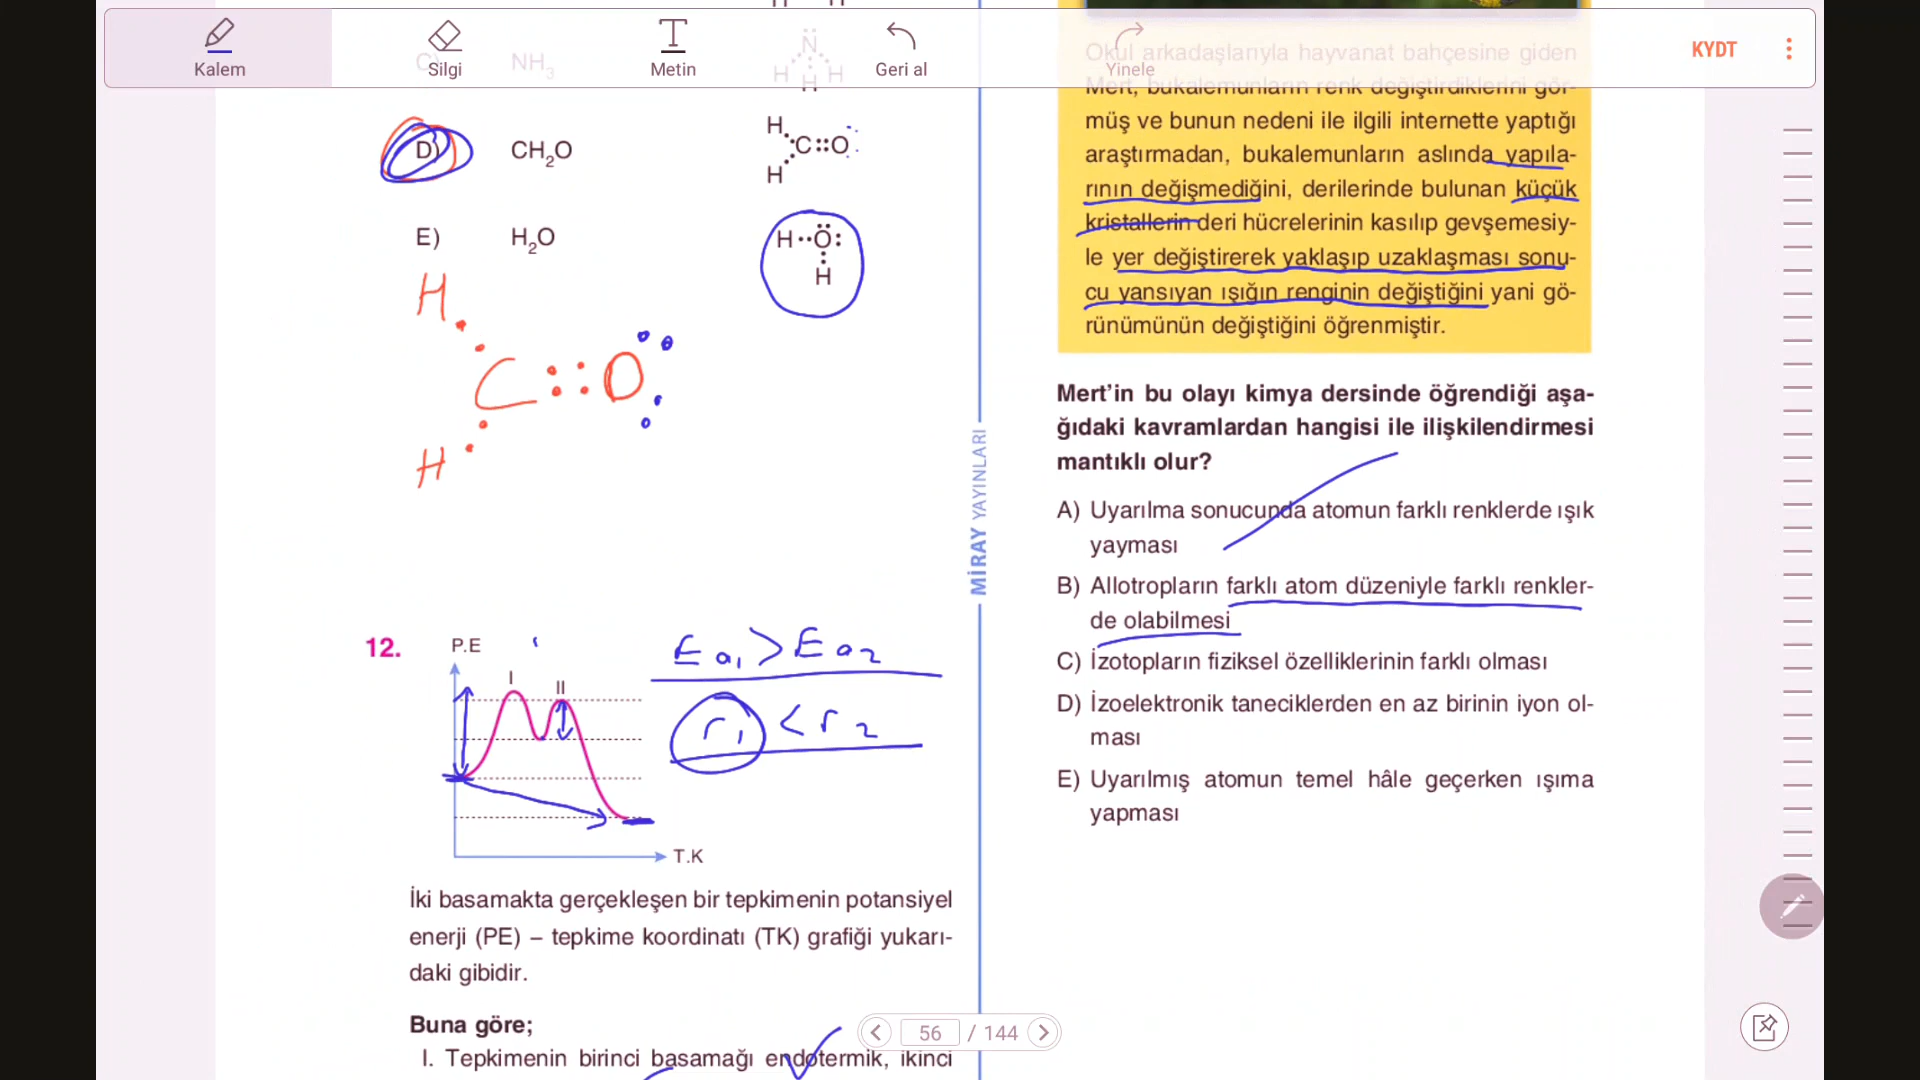 Kalem
Silgi
Metin
Geri al
Yinele
KYDT
C)
NH3
N
H H H
D)
CH2O
H
C::O
H
E)
H2O
H O
H
H
C::O
H
12.
P.E
I
II
T.K
Ea1 > Ea2
r1 < r2
İki basamakta gerçekleşen bir tepkimenin potansiyel
enerji (PE) – tepkime koordinatı (TK) grafiği yukarı-
daki gibidir.
Buna göre;
I. Tepkimenin birinci basamağı endotermik, ikinci
MİRAY YAYINLARI
Okul arkadaşlarıyla hayvanat bahçesine giden
Mert, bukalemunların renk değiştirdiklerini gör-
müş ve bunun nedeni ile ilgili internette yaptığı
araştırmadan, bukalemunların aslında yapıla-
rının değişmediğini, derilerinde bulunan küçük
kristallerin deri hücrelerinin kasılıp gevşemesiy-
le yer değiştirerek yaklaşıp uzaklaşması sonu-
cu yansıyan ışığın renginin değiştiğini yani gö-
rünümünün değiştiğini öğrenmiştir.
Mert’in bu olayı kimya dersinde öğrendiği aşa-
ğıdaki kavramlardan hangisi ile ilişkilendirmesi
mantıklı olur?
A) Uyarılma sonucunda atomun farklı renklerde ışık
yayması
B) Allotropların farklı atom düzeniyle farklı renkler-
de olabilmesi
C) İzotopların fiziksel özelliklerinin farklı olması
D) İzoelektronik taneciklerden en az birinin iyon ol-
ması
E) Uyarılmış atomun temel hâle geçerken ışıma
yapması
56 / 144